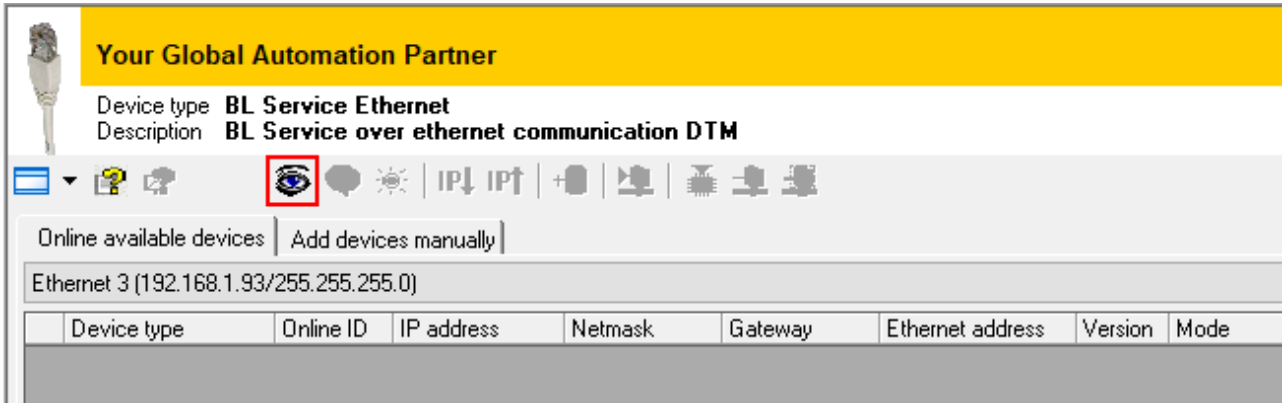 Your Global Automation Partner
Device type BL Service Ethernet
Description BL Service over ethernet communication DTM
IP IP
Online available devices Add devices manually
Ethernet 3 (192.168.1.93/255.255.255.0)
Device type Online ID IP address Netmask Gateway Ethernet address Version Mode